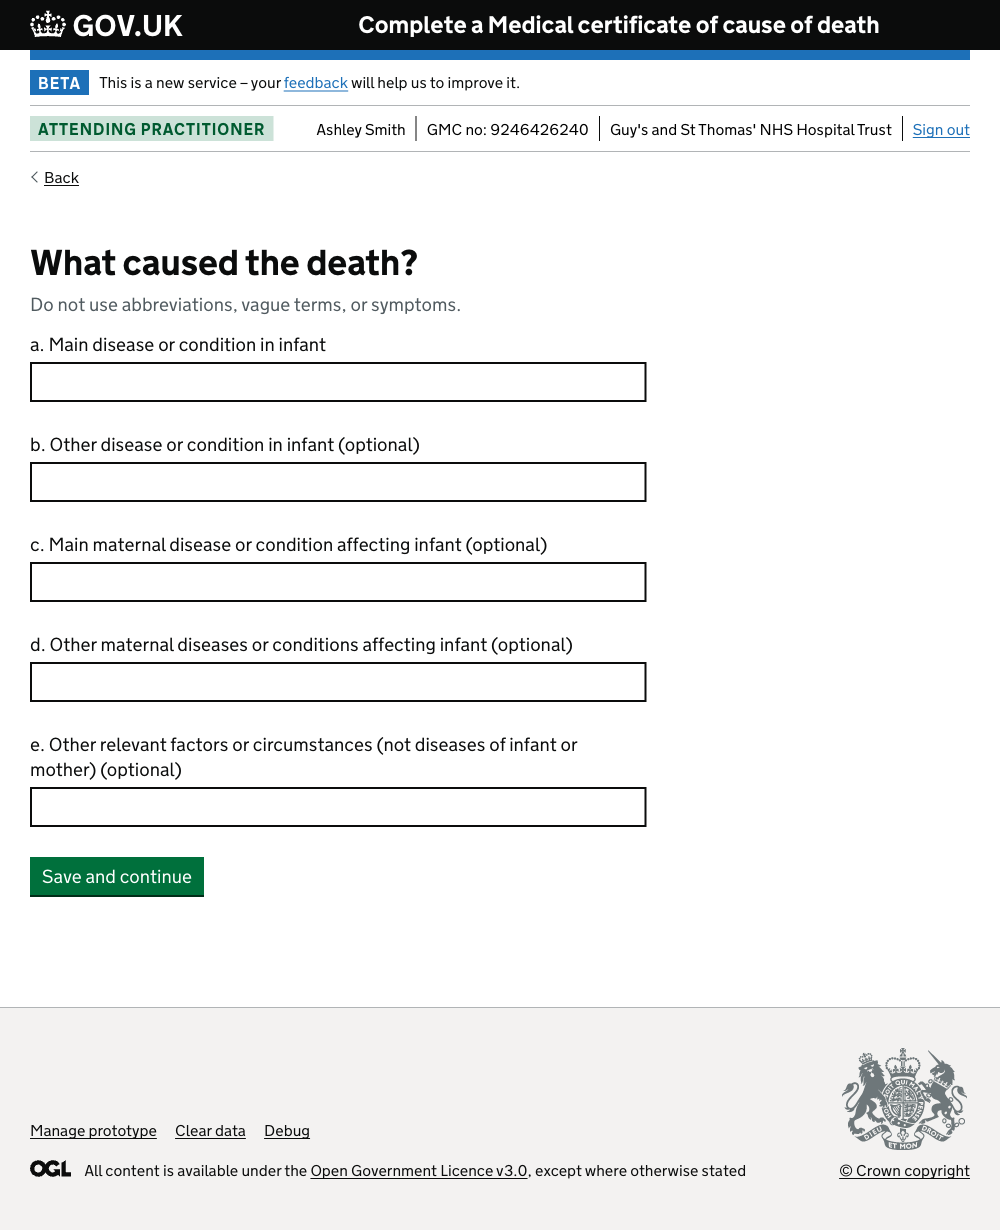 GOV.UK
Complete a Medical certificate of cause of death
BETA This is a new service – your feedback will help us to improve it.
ATTENDING PRACTITIONER Ashley Smith GMC no: 9246426240 Guy's and St Thomas' NHS Hospital Trust Sign out
Back
What caused the death?
Do not use abbreviations, vague terms, or symptoms.
a. Main disease or condition in infant
b. Other disease or condition in infant (optional)
c. Main maternal disease or condition affecting infant (optional)
d. Other maternal diseases or conditions affecting infant (optional)
e. Other relevant factors or circumstances (not diseases of infant or
mother) (optional)
Save and continue
DIEU ET MON DROIT
Manage prototype Clear data Debug
OGL All content is available under the Open Government Licence v3.0, except where otherwise stated
© Crown copyright